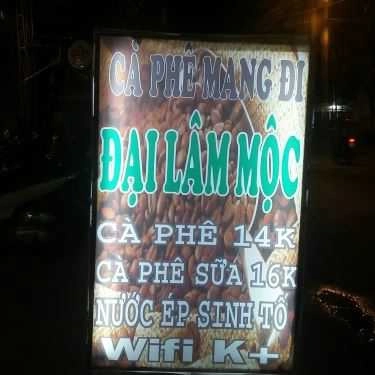 CÀ PHÊ MANG ĐI
ĐẠI LÂM MỘC
CÀ PHÊ 14K
CÀ PHÊ SỮA 16K
NƯỚC ÉP SINH TỐ
Wifi K+